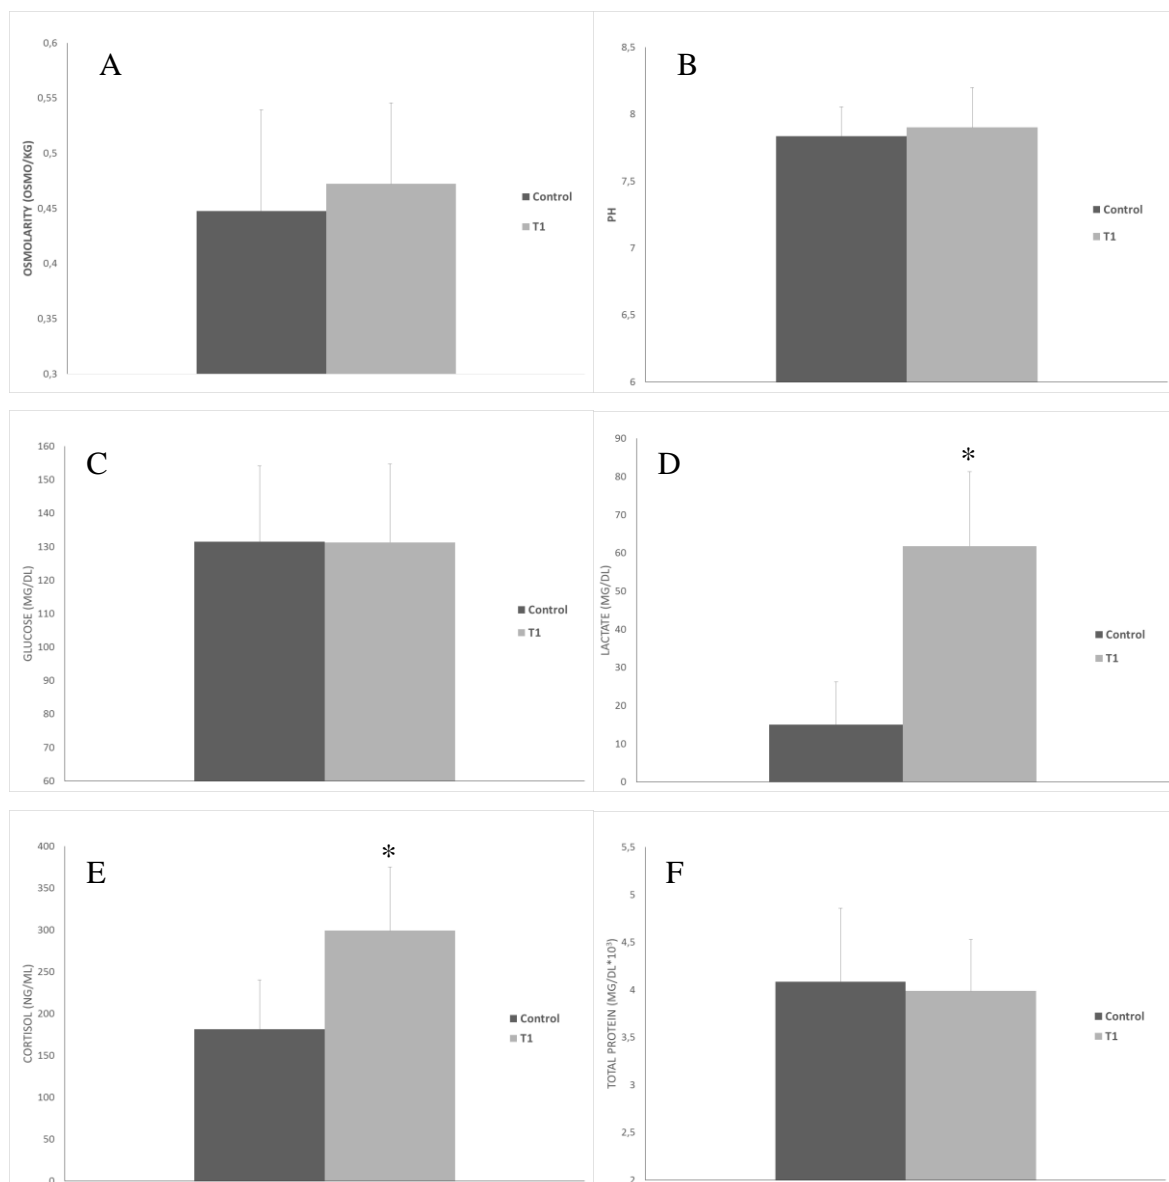 A
OSMOLARITY (OSMO/KG)
0,6
0,55
0,5
0,45
0,4
0,35
0,3
Control
T1
B
PH
8,5
8
7,5
7
6,5
6
Control
T1
C
GLUCOSE (MG/DL)
160
150
140
130
120
110
100
90
80
70
60
Control
T1
D
*
LACTATE (MG/DL)
90
80
70
60
50
40
30
20
10
0
Control
T1
E
*
CORTISOL (NG/ML)
400
350
300
250
200
150
100
50
0
Control
T1
F
TOTAL PROTEIN (MG/DL*10³)
5,5
5
4,5
4
3,5
3
2,5
2
Control
T1